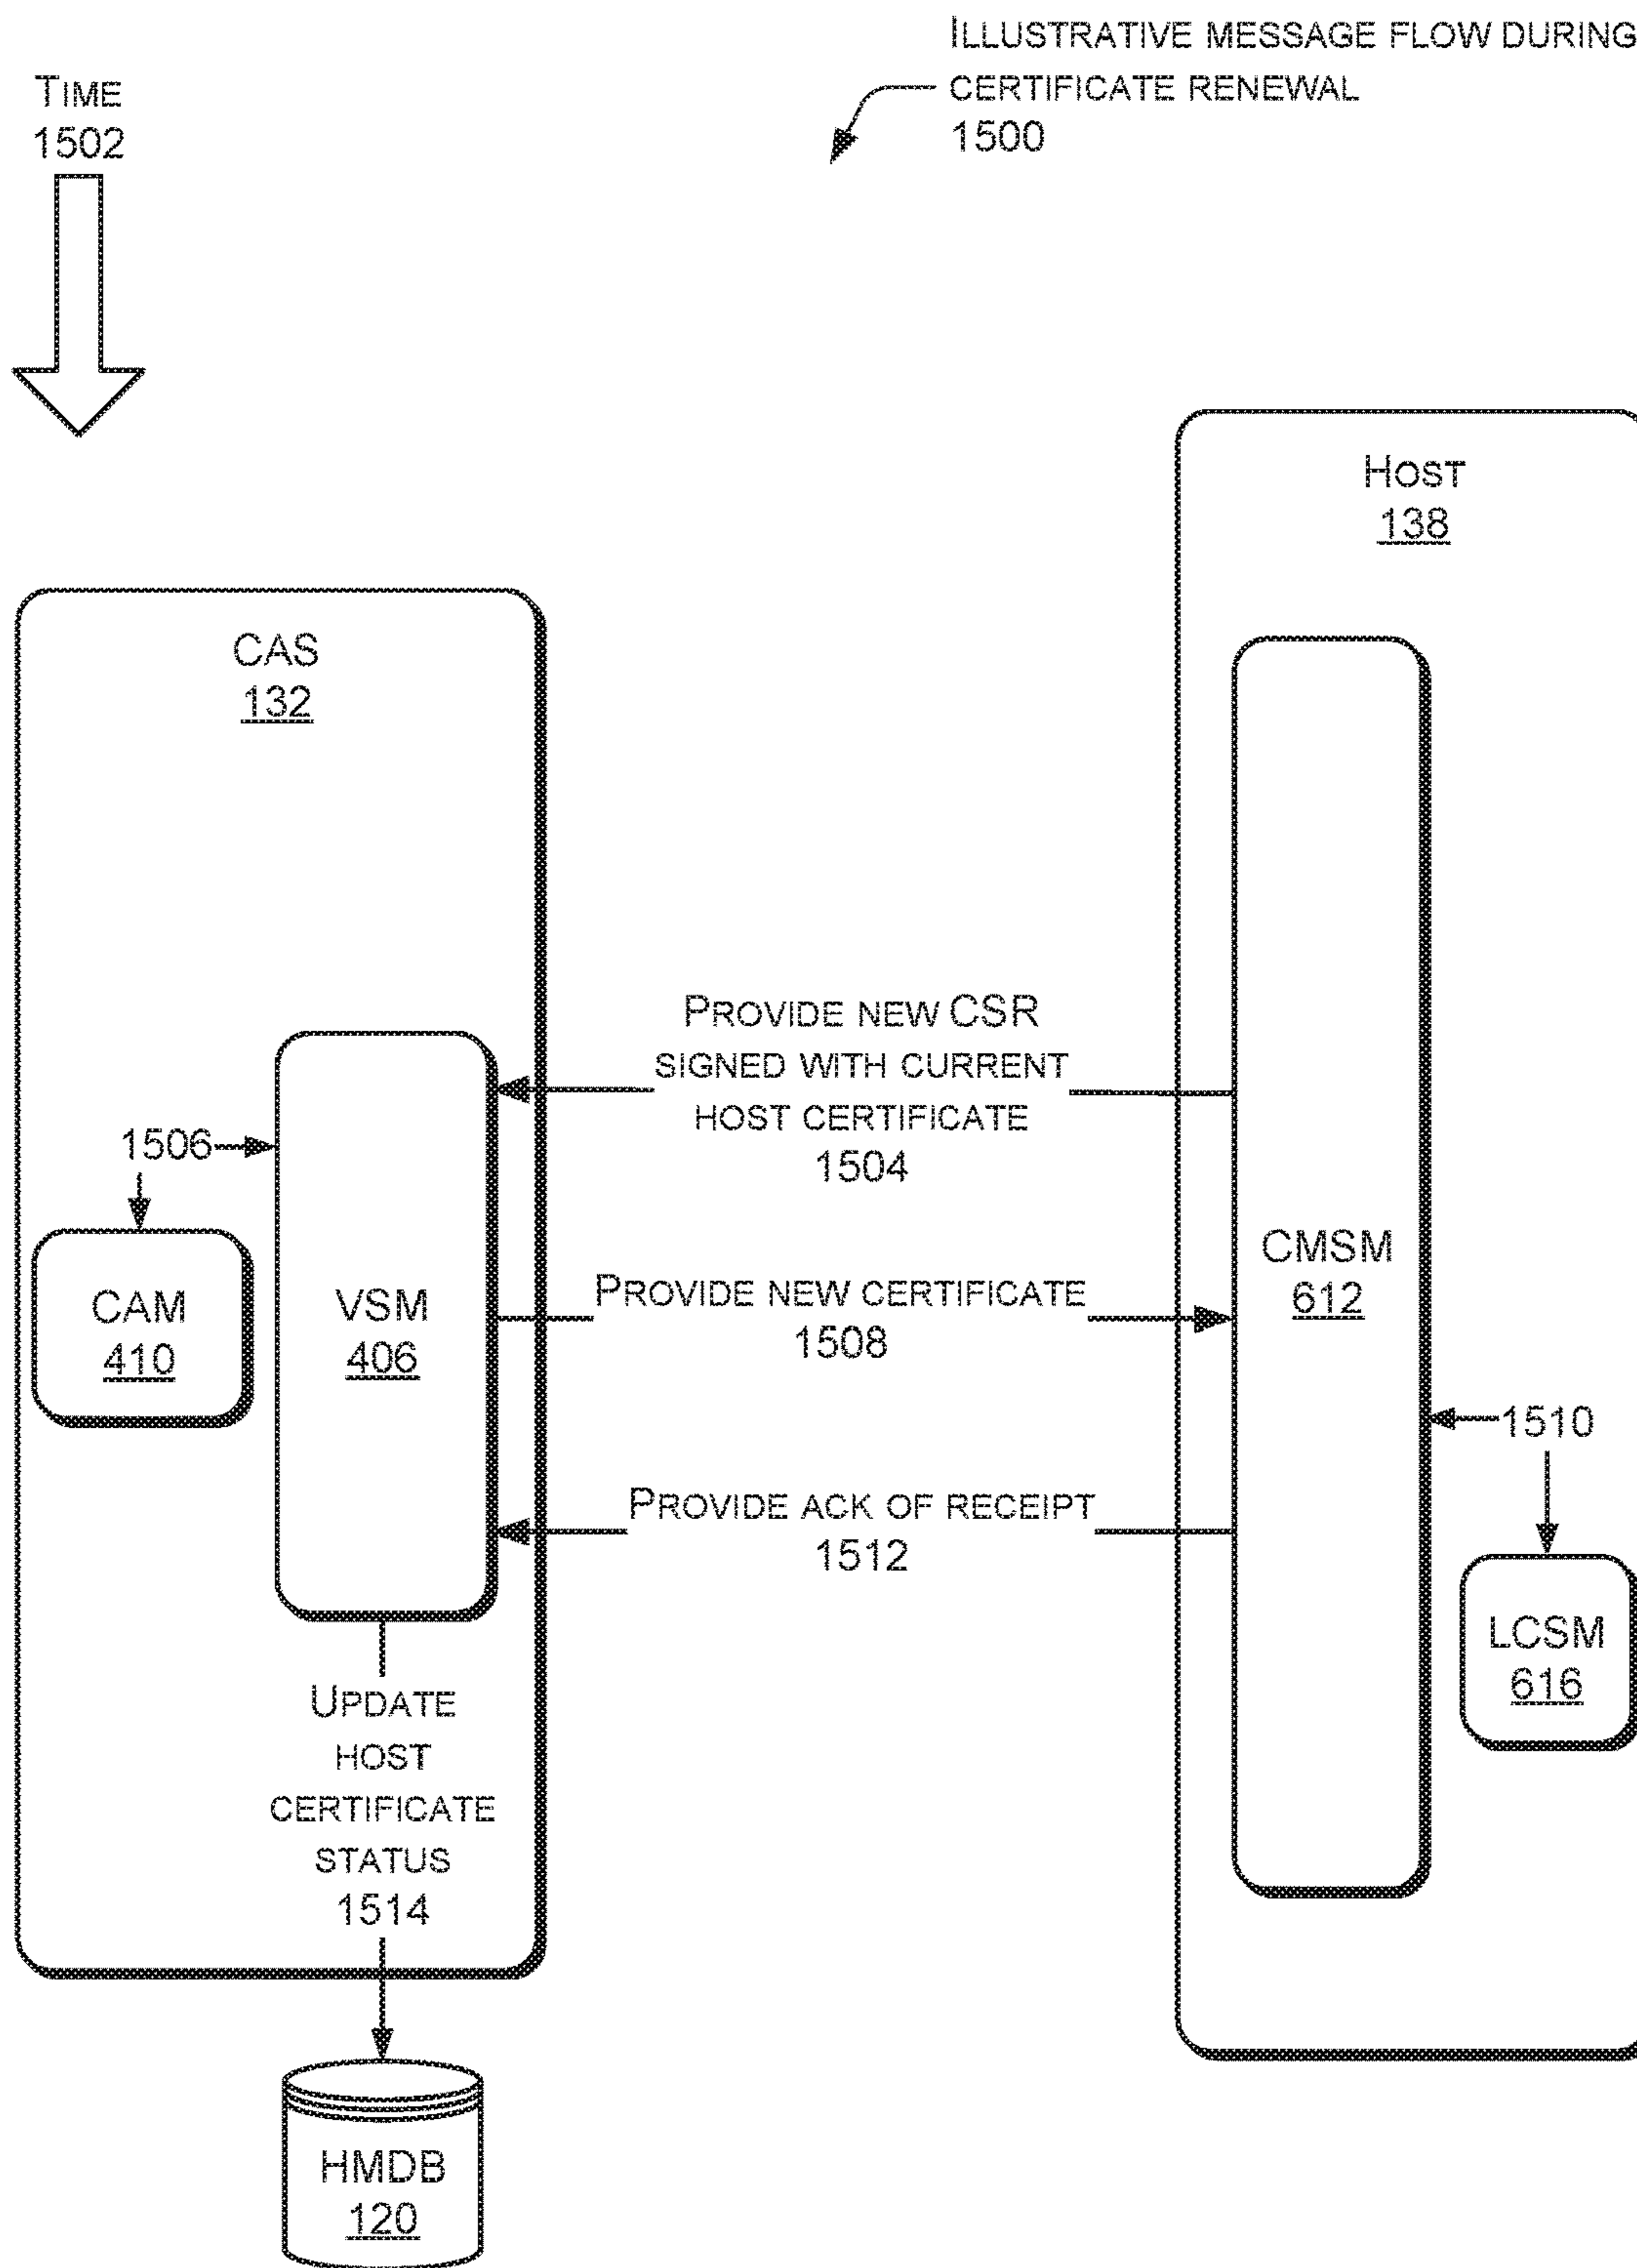 ILLUSTRATIVE MESSAGE FLOW DURING
CERTIFICATE RENEWAL
1500
TIME
1502
HOST
138
CAS
132
PROVIDE NEW CSR
SIGNED WITH CURRENT
HOST CERTIFICATE
1504
1506
CAM
410
VSM
406
PROVIDE NEW CERTIFICATE
1508
CMSM
612
1510
PROVIDE ACK OF RECEIPT
1512
LCSM
616
UPDATE
HOST
CERTIFICATE
STATUS
1514
HMDB
120